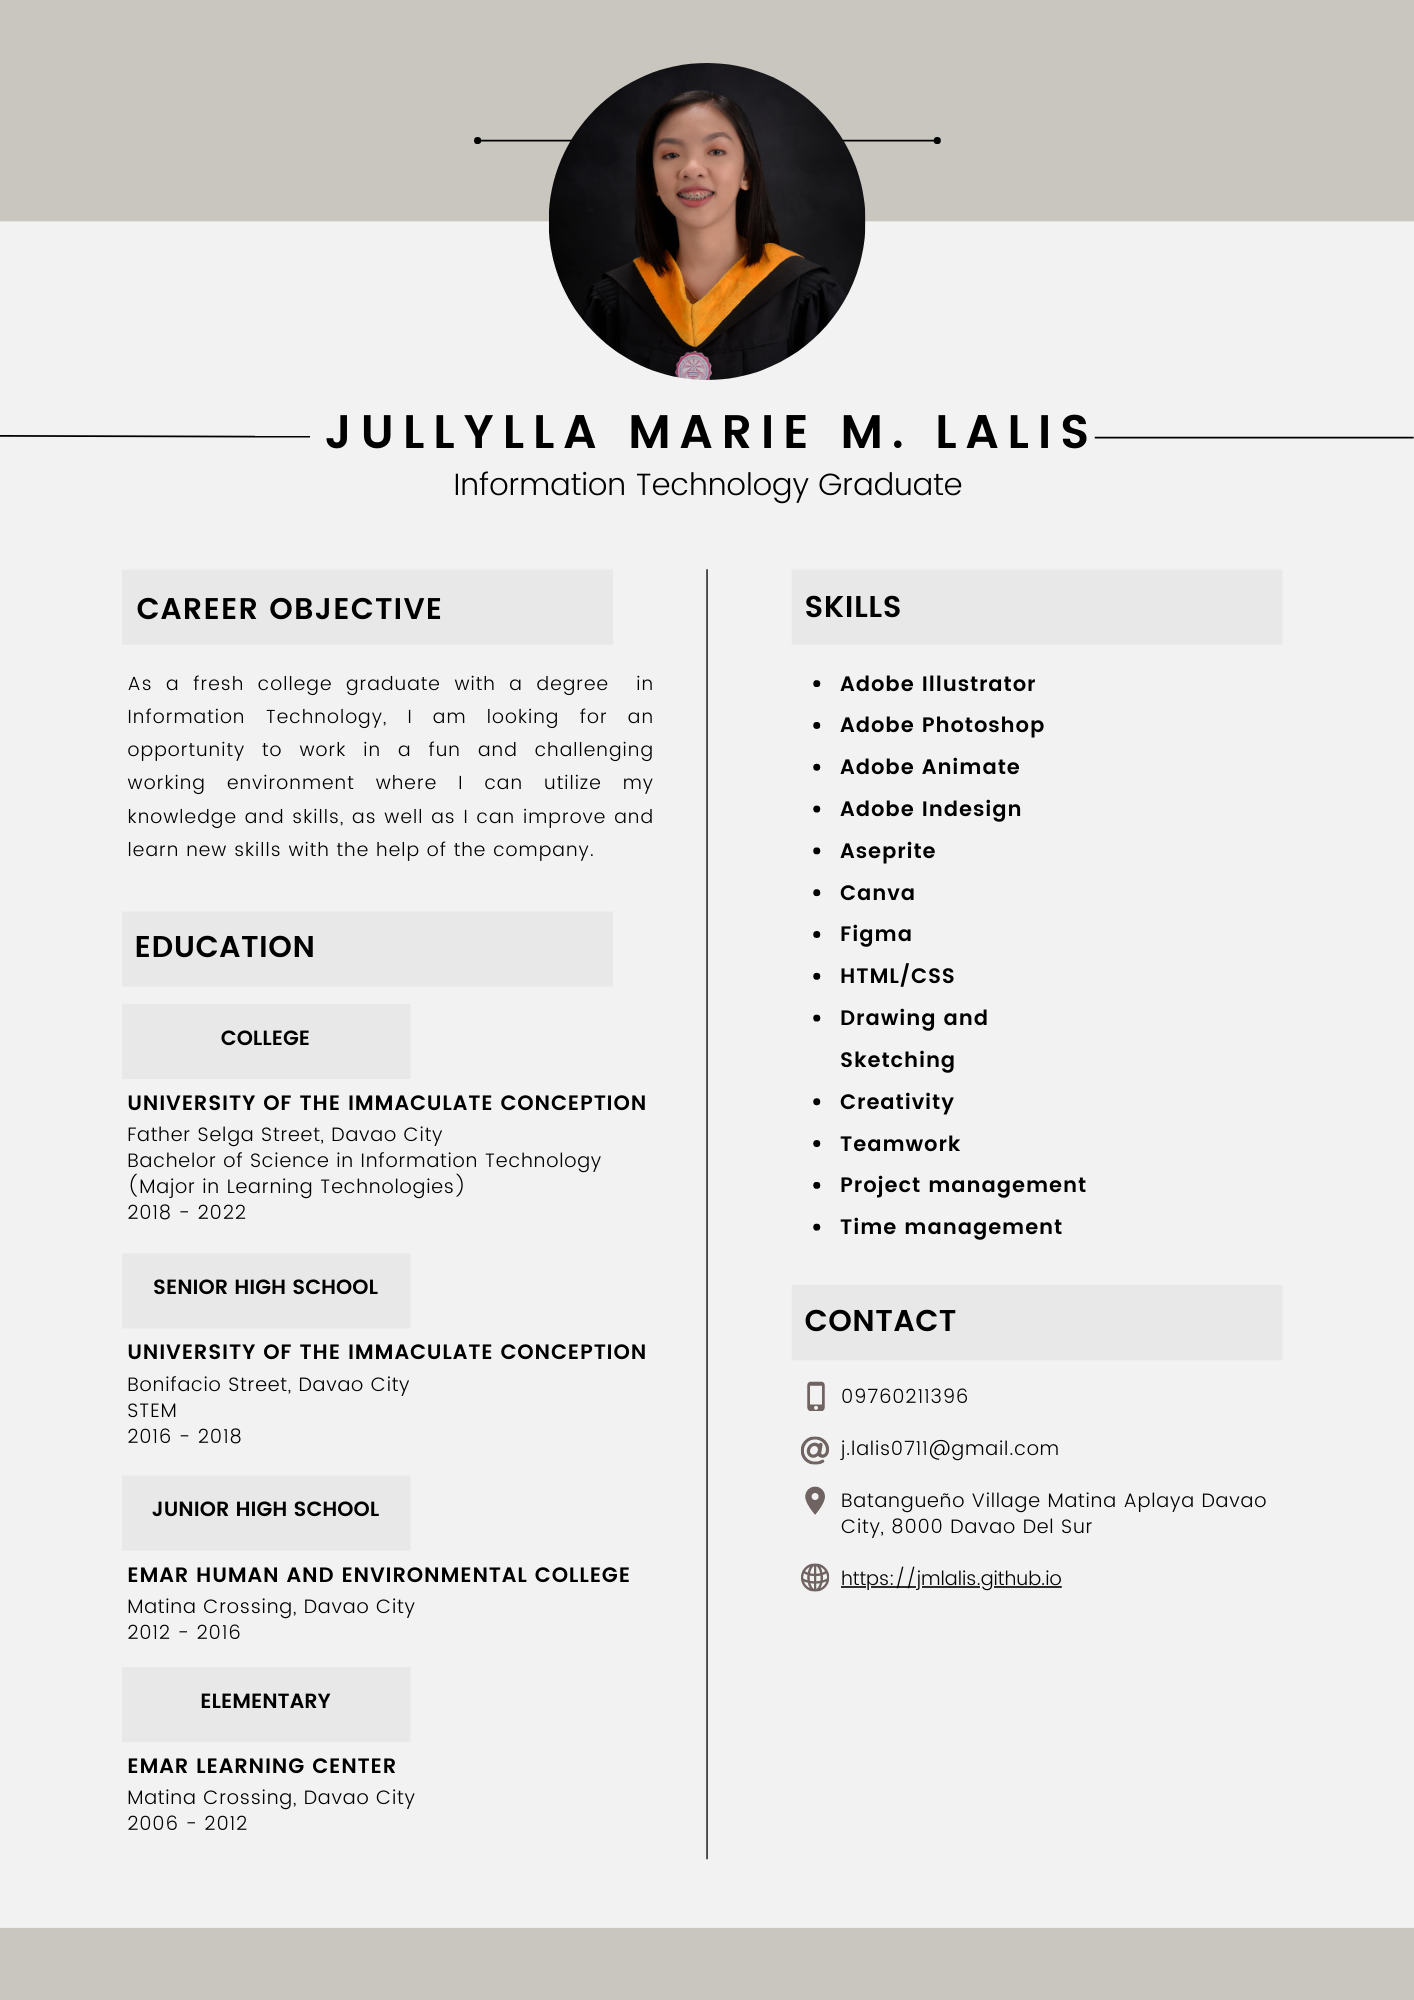 JULLYLLA MARIE M. LALIS
Information Technology Graduate
CAREER OBJECTIVE
As a fresh college graduate with a degree in
Information Technology, I am looking for an
opportunity to work in a fun and challenging
working environment where I can utilize my
knowledge and skills, as well as I can improve and
learn new skills with the help of the company.
EDUCATION
COLLEGE
UNIVERSITY OF THE IMMACULATE CONCEPTION
Father Selga Street, Davao City
Bachelor of Science in Information Technology
(Major in Learning Technologies)
2018 - 2022
SENIOR HIGH SCHOOL
UNIVERSITY OF THE IMMACULATE CONCEPTION
Bonifacio Street, Davao City
STEM
2016 - 2018
JUNIOR HIGH SCHOOL
EMAR HUMAN AND ENVIRONMENTAL COLLEGE
Matina Crossing, Davao City
2012 - 2016
ELEMENTARY
EMAR LEARNING CENTER
Matina Crossing, Davao City
2006 - 2012
SKILLS
• Adobe Illustrator
• Adobe Photoshop
• Adobe Animate
• Adobe Indesign
• Aseprite
• Canva
• Figma
• HTML/CSS
• Drawing and
Sketching
• Creativity
• Teamwork
• Project management
• Time management
CONTACT
09760211396
j.lalis0711@gmail.com
Batangueño Village Matina Aplaya Davao
City, 8000 Davao Del Sur
https://jmlalis.github.io